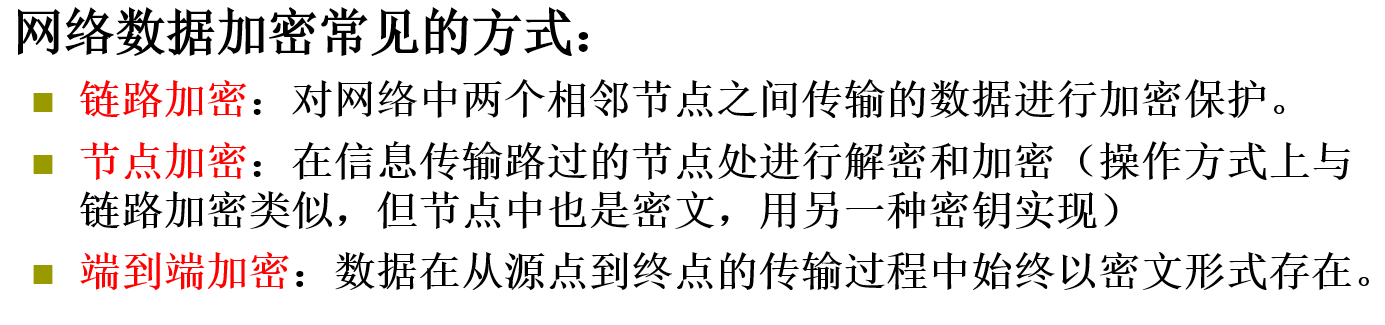 网络数据加密常见的方式：
链路加密：对网络中两个相邻节点之间传输的数据进行加密保护。
节点加密：在信息传输路过的节点处进行解密和加密（操作方式上与
链路加密类似，但节点中也是密文，用另一种密钥实现）
端到端加密：数据在从源点到终点的传输过程中始终以密文形式存在。